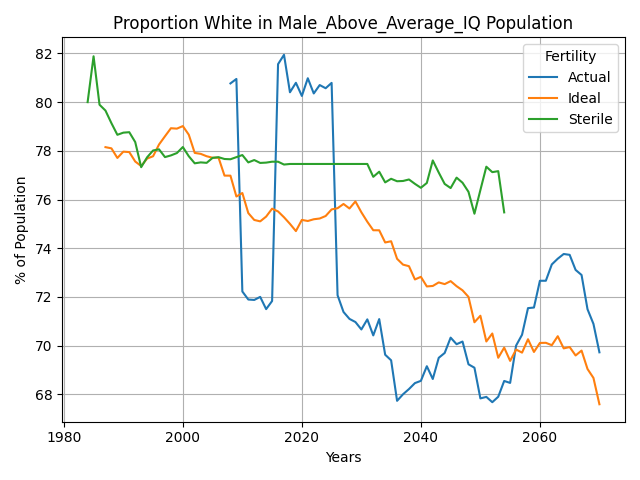 Proportion White in Male_Above_Average_IQ Population
% of Population
82
80
78
76
74
72
70
68
Fertility
Actual
Ideal
Sterile
1980
2000
2020
2040
2060
Years